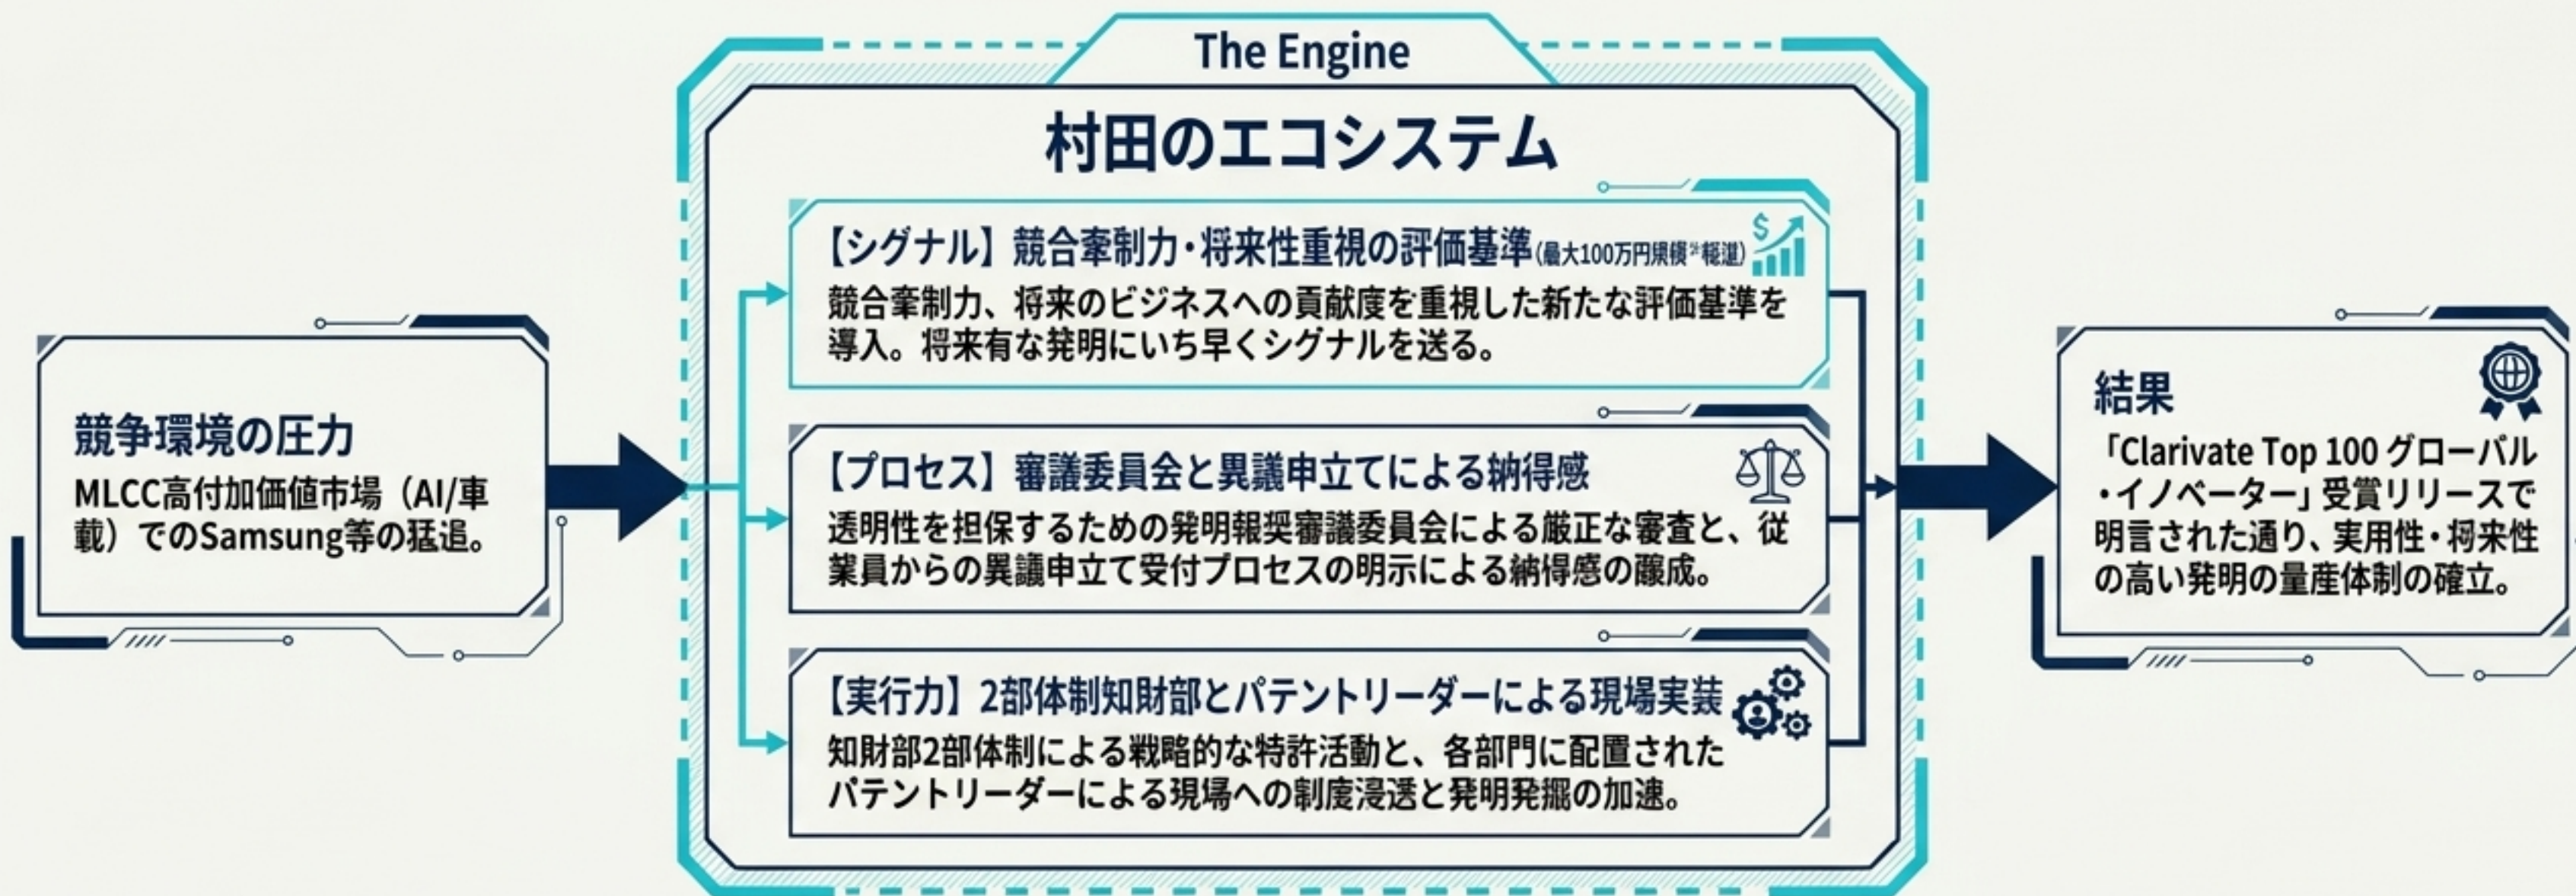 The Engine
村田のエコシステム
競争環境の圧力
MLCC高付加価値市場（AI/車
載）でのSamsung等の猛追。
【シグナル】競合牽制力・将来性重視の評価基準(最大100万円規模
競合牽制力、将来のビジネスへの貢献度を重視した新たな評価基準を
導入。将来有な発明にいち早くシグナルを送る。
【プロセス】審議委員会と異議申立てによる納得感
透明性を担保するための発明報奨審議委員会による厳正な審査と、従
業員からの異議申立て受付プロセスの明示による納得感の醸成。
【実行力】2部体制知財部とパテントリーダーによる現場実装
知財部2部体制による戦略的な特許活動と、各部門に配置された
パテントリーダーによる現場への制度浸透と発明発掘の加速。
結果
「Clarivate Top 100 グローバル
・イノベーター」受賞リリースで
明言された通り、実用性・将来性
の高い発明の量産体制の確立。